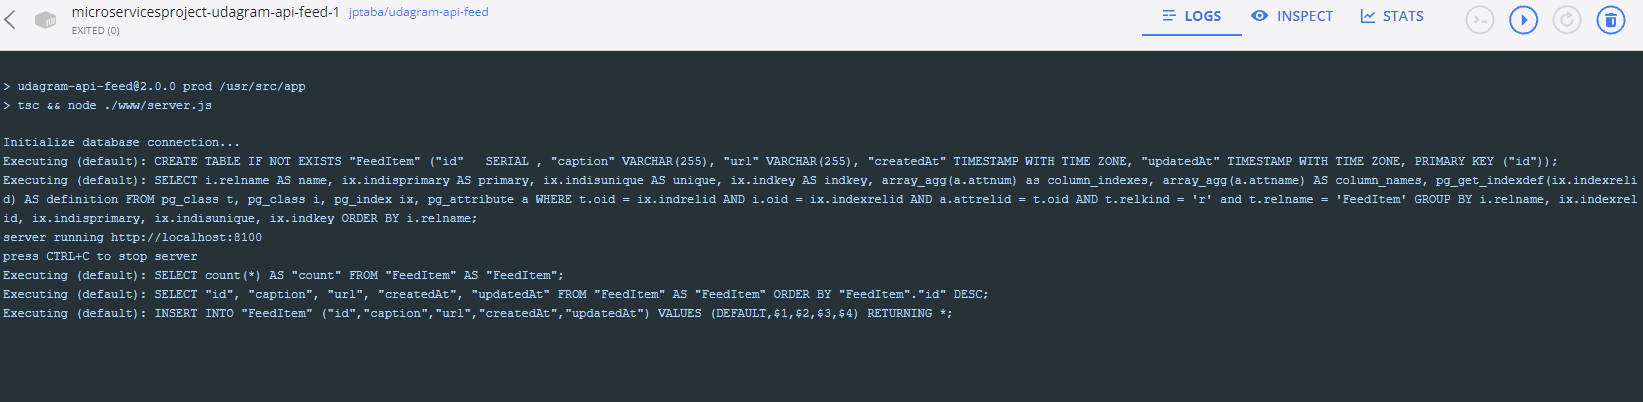 microservicesproject-udagram-api-feed-1 jptaba/udagram-api-feed
EXITED (0)
LOGS INSPECT STATS
> udagram-api-feed@2.0.0 prod /usr/src/app
> tsc && node ./www/server.js
Initialize database connection...
Executing (default): CREATE TABLE IF NOT EXISTS "FeedItem" ("id"   SERIAL , "caption" VARCHAR(255), "url" VARCHAR(255), "createdAt" TIMESTAMP WITH TIME ZONE, "updatedAt" TIMESTAMP WITH TIME ZONE, PRIMARY KEY ("id"));
Executing (default): SELECT i.relname AS name, ix.indisprimary AS primary, ix.indisunique AS unique, ix.indkey AS indkey, array_agg(a.attnum) as column_indexes, array_agg(a.attname) AS column_names, pg_get_indexdef(ix.indexreli
d) AS definition FROM pg_class t, pg_class i, pg_index ix, pg_attribute a WHERE t.oid = ix.indrelid AND i.oid = ix.indexrelid AND a.attrelid = t.oid AND t.relkind = 'r' and t.relname = 'FeedItem' GROUP BY i.relname, ix.indexrel
id, ix.indisprimary, ix.indisunique, ix.indkey ORDER BY i.relname;
server running http://localhost:8100
press CTRL+C to stop server
Executing (default): SELECT count(*) AS "count" FROM "FeedItem" AS "FeedItem";
Executing (default): SELECT "id", "caption", "url", "createdAt", "updatedAt" FROM "FeedItem" AS "FeedItem" ORDER BY "FeedItem"."id" DESC;
Executing (default): INSERT INTO "FeedItem" ("id","caption","url","createdAt","updatedAt") VALUES (DEFAULT,$1,$2,$3,$4) RETURNING *;